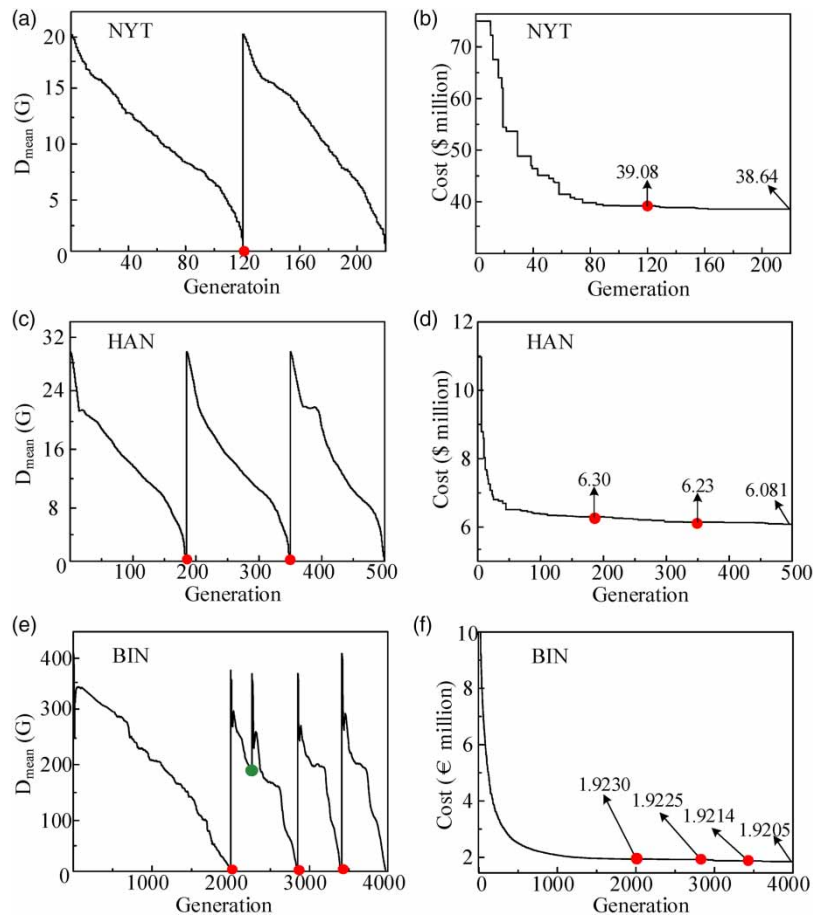 (a)
NYT
D_mean (G)
20
15
10
5
0
40
80
120
160
200
Generatoin
(b)
NYT
Cost ($ million)
70
60
50
40
39.08
38.64
0
40
80
120
160
200
Gemeration
(c)
HAN
D_mean (G)
32
24
16
8
0
100
200
300
400
500
Generation
(d)
HAN
Cost ($ million)
12
10
8
6
6.30
6.23
6.081
0
100
200
300
400
500
Generation
(e)
BIN
D_mean (G)
400
300
200
100
0
1000
2000
3000
4000
Generation
(f)
BIN
Cost (€ million)
10
8
6
4
2
1.9230
1.9225
1.9214
1.9205
0
1000
2000
3000
4000
Generation